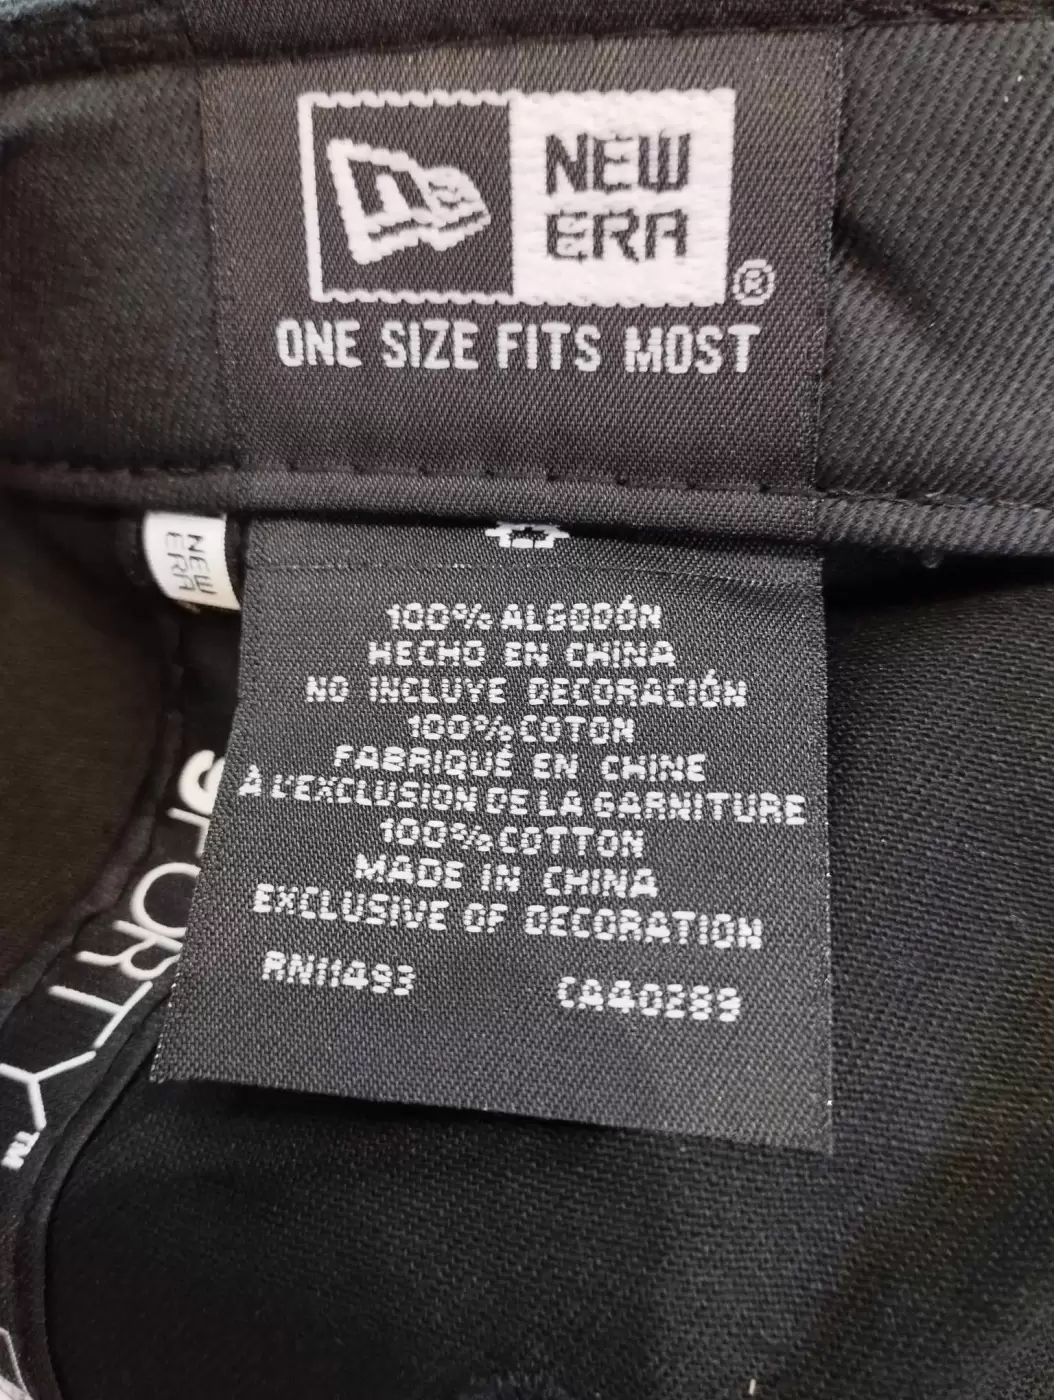 NEW
ERA
®
ONE SIZE FITS MOST
NEW
ERA
100% ALGODÓN
HECHO EN CHINA
NO INCLUYE DECORACIÓN
100% COTON
FABRIQUÉ EN CHINE
À L'EXCLUSION DE LA GARNITURE
100% COTTON
MADE IN CHINA
EXCLUSIVE OF DECORATION
RN11493 CA40289
FORTY™